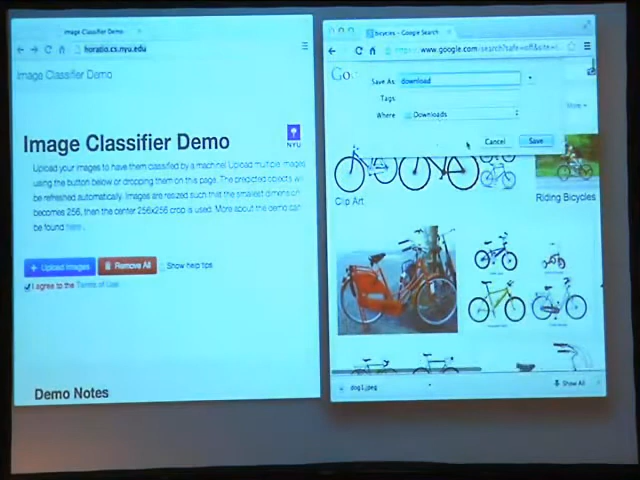 Image Classifier Demo
horatio.cs.nyu.edu
Image Classifier Demo
Image Classifier Demo
NYU
Upload your images to have them classified by a machine! Upload multiple images
using the button below or dropping them on this page. The predicted objects will
be refreshed automatically. Images are resized such that the smallest dimension
becomes 256, then the center 256x256 crop is used. More about the demo can
be found here.
+ Upload Images
Remove All
Show help tips
I agree to the Terms of Use
Demo Notes
bicycles - Google Search
https://www.google.com/search?safe=off&site=
Goo
Save As: download
Tags:
Where: Downloads
More
Cancel
Save
Clip Art
Riding Bicycles
dog1.jpeg
Show All